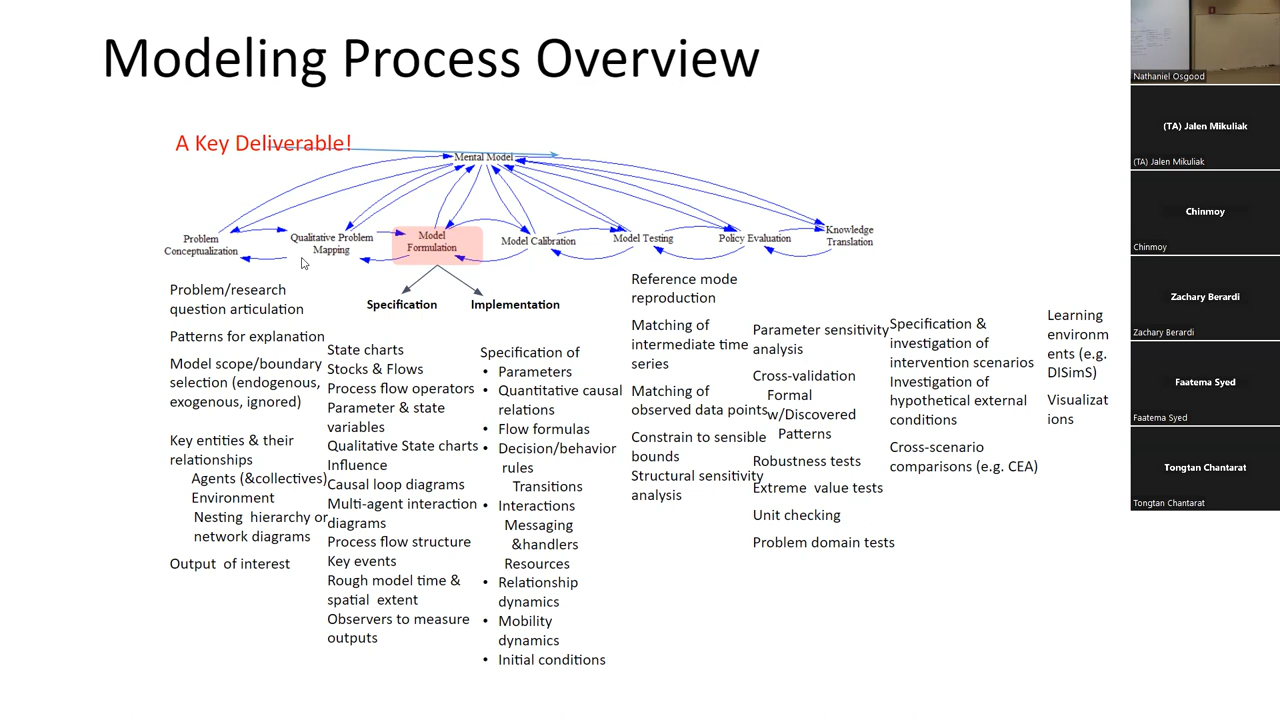 Modeling Process Overview
A Key Deliverable!
Mental Model
Problem
Conceptualization
Qualitative Problem
Mapping
Model
Formulation
Model Calibration
Model Testing
Policy Evaluation
Knowledge
Translation
Specification
Implementation
Problem/research
question articulation
Patterns for explanation
Model scope/boundary
selection (endogenous,
exogenous, ignored)
Key entities & their
relationships
Agents (&collectives)
Environment
Nesting hierarchy or
network diagrams
Output of interest
State charts
Stocks & Flows
Process flow operators
Parameter & state
variables
Qualitative State charts
Influence
Causal loop diagrams
Multi-agent interaction
diagrams
Process flow structure
Key events
Rough model time &
spatial extent
Observers to measure
outputs
Specification of
• Parameters
• Quantitative causal
relations
• Flow formulas
• Decision/behavior
rules
Transitions
• Interactions
Messaging
&handlers
Resources
• Relationship
dynamics
• Mobility
dynamics
• Initial conditions
Reference mode
reproduction
Matching of
intermediate time
series
Matching of
observed data points
Constrain to sensible
bounds
Structural sensitivity
analysis
Parameter sensitivity
analysis
Cross-validation
Formal
w/Discovered
Patterns
Robustness tests
Extreme value tests
Unit checking
Problem domain tests
Specification &
investigation of
intervention scenarios
Investigation of
hypothetical external
conditions
Cross-scenario
comparisons (e.g. CEA)
Learning
environm
ents (e.g.
DISimS)
Visualizat
ions
Nathaniel Osgood
(TA) Jalen Mikuliak
(TA) Jalen Mikuliak
Chinmoy
Chinmoy
Zachary Berardi
Zachary Berardi
Faatema Syed
Faatema Syed
Tongtan Chantarat
Tongtan Chantarat